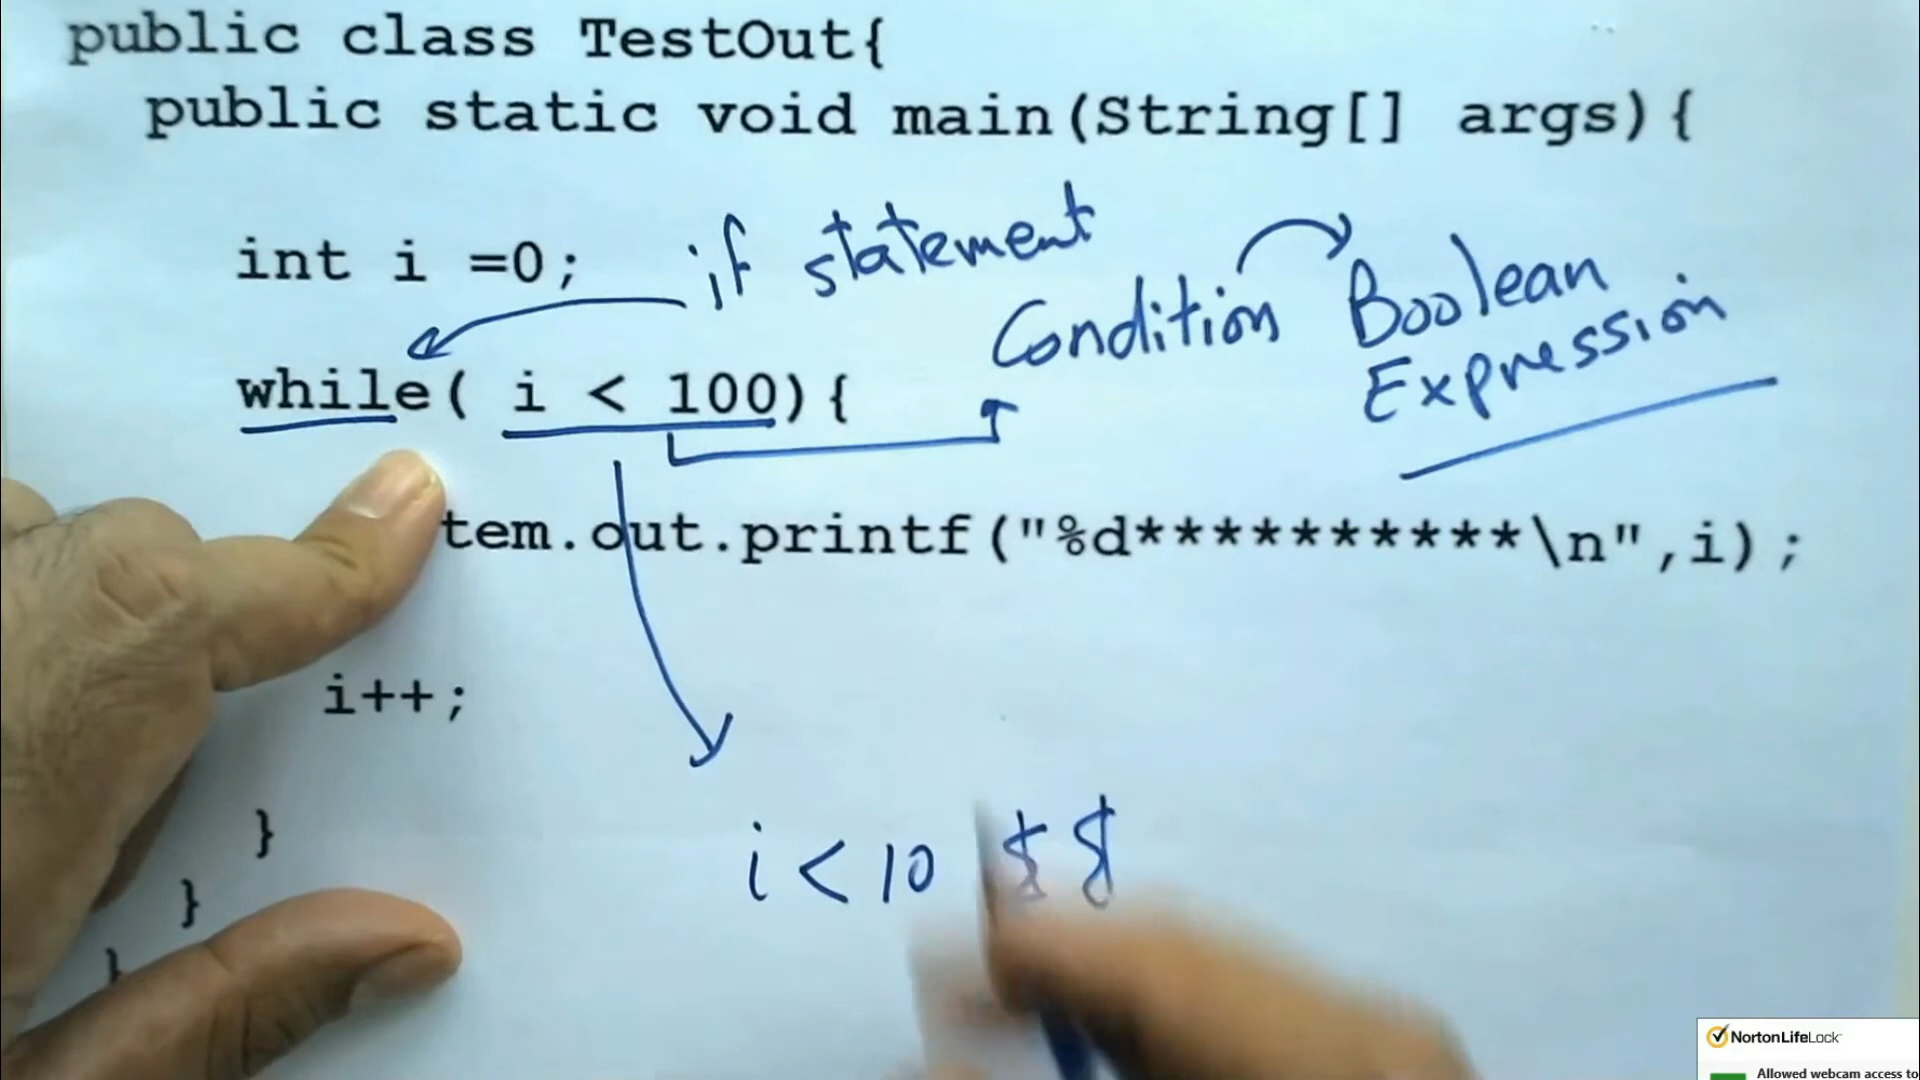 public class TestOut{
public static void main(String[] args){
int i =0;
if statement
Condition Boolean
Expression
while( i < 100){
tem.out.printf("%d**********\n",i);
i++;
}
}
}
i < 10 &&
NortonLifeLock
Allowed webcam access to